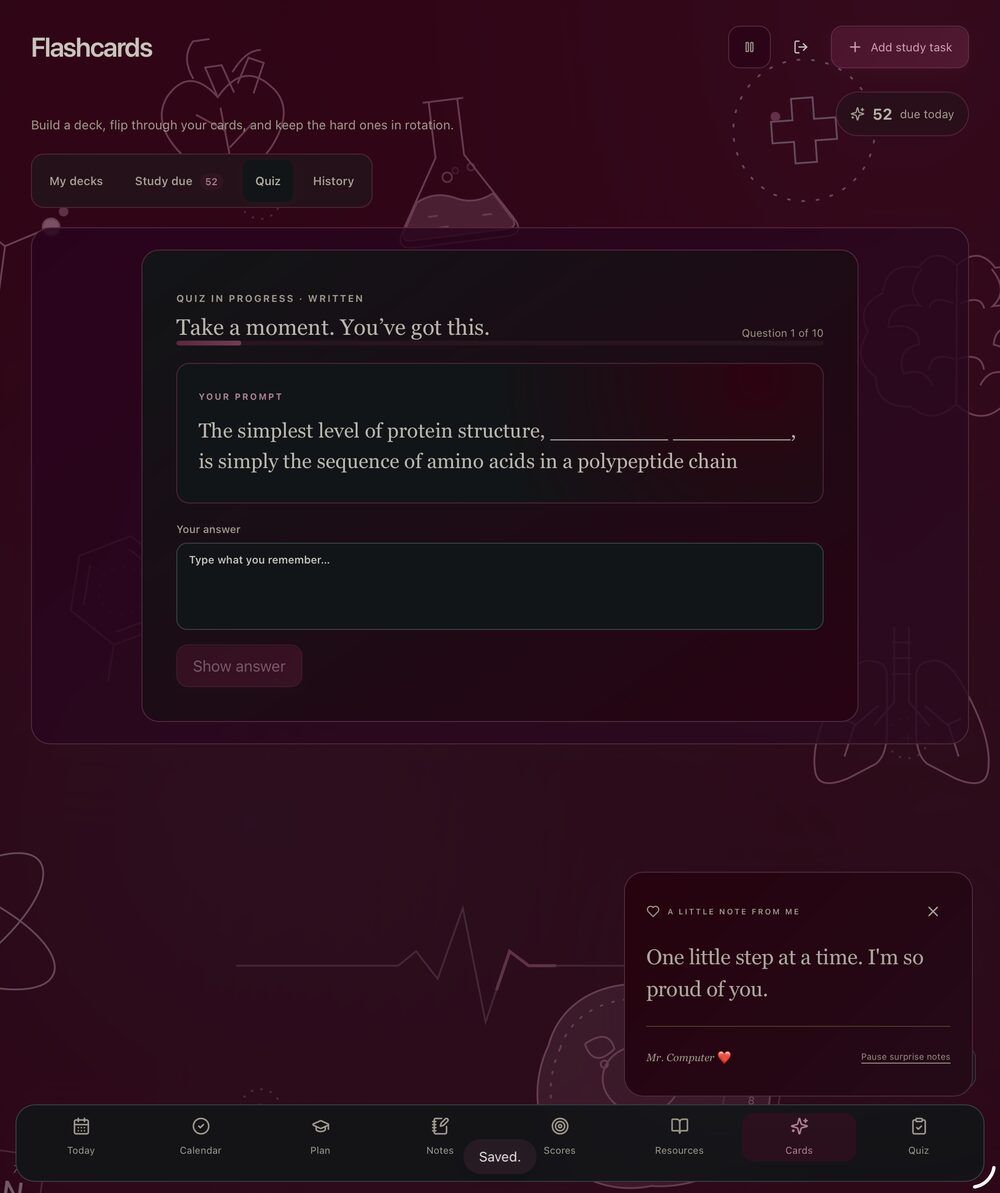 Flashcards
Add study task
Build a deck, flip through your cards, and keep the hard ones in rotation.
52 due today
My decks
Study due 52
Quiz
History
QUIZ IN PROGRESS · WRITTEN
Take a moment. You’ve got this.
Question 1 of 10
YOUR PROMPT
The simplest level of protein structure, ___________ ___________,
is simply the sequence of amino acids in a polypeptide chain
Your answer
Type what you remember...
Show answer
A LITTLE NOTE FROM ME
One little step at a time. I'm so
proud of you.
Mr. Computer ❤️
Pause surprise notes
8
Today
Calendar
Plan
Notes
Scores
Resources
Cards
Quiz
Saved.
N